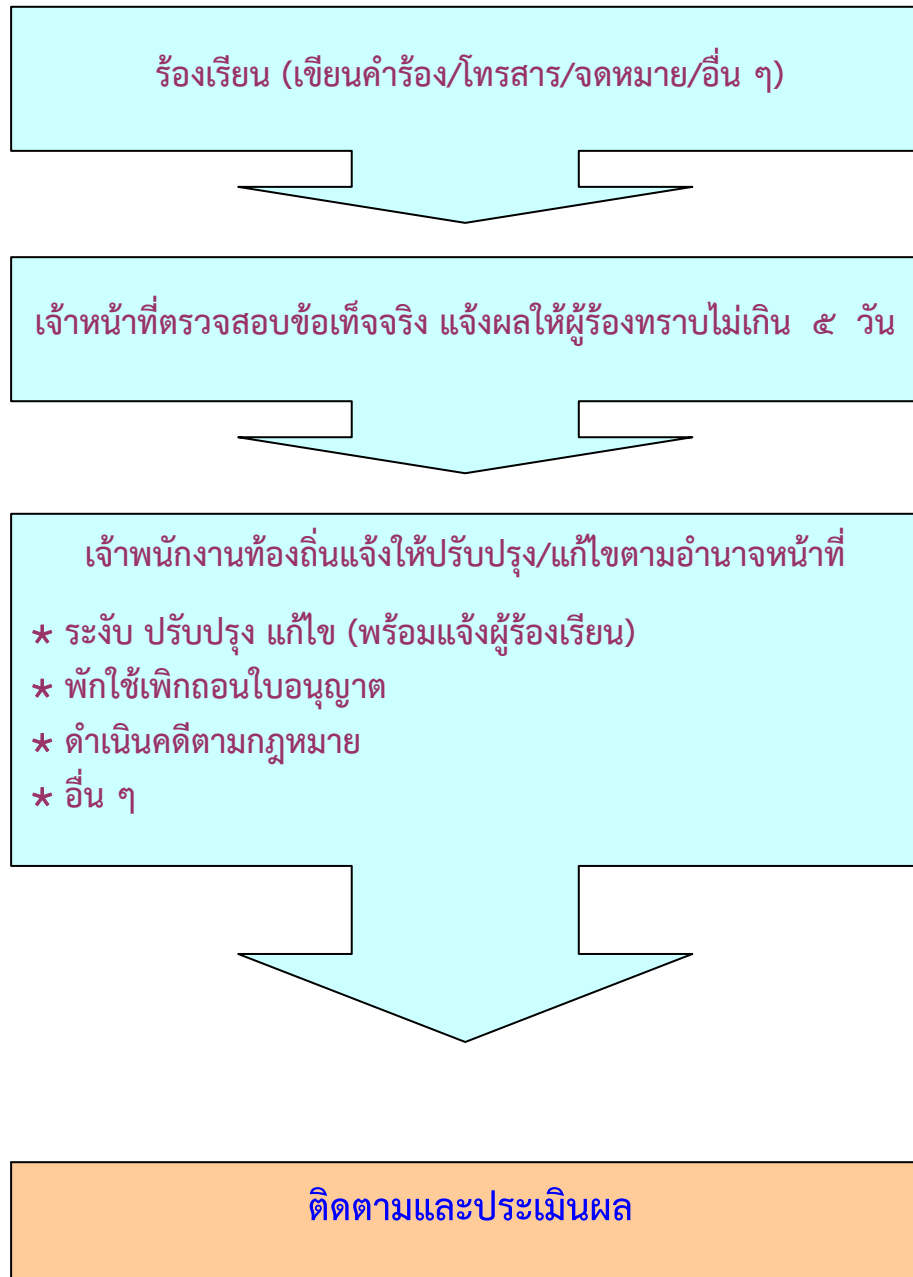 ร้องเรียน (เขียนคำร้อง/โทรสาร/จดหมาย/อื่น ๆ)
เจ้าหน้าที่ตรวจสอบข้อเท็จจริง แจ้งผลให้ผู้ร้องทราบไม่เกิน ๕ วัน
เจ้าพนักงานท้องถิ่นแจ้งให้ปรับปรุง/แก้ไขตามอำนาจหน้าที่
* ระงับ ปรับปรุง แก้ไข (พร้อมแจ้งผู้ร้องเรียน)
* พักใช้เพิกถอนใบอนุญาต
* ดำเนินคดีตามกฎหมาย
* อื่น ๆ
ติดตามและประเมินผล